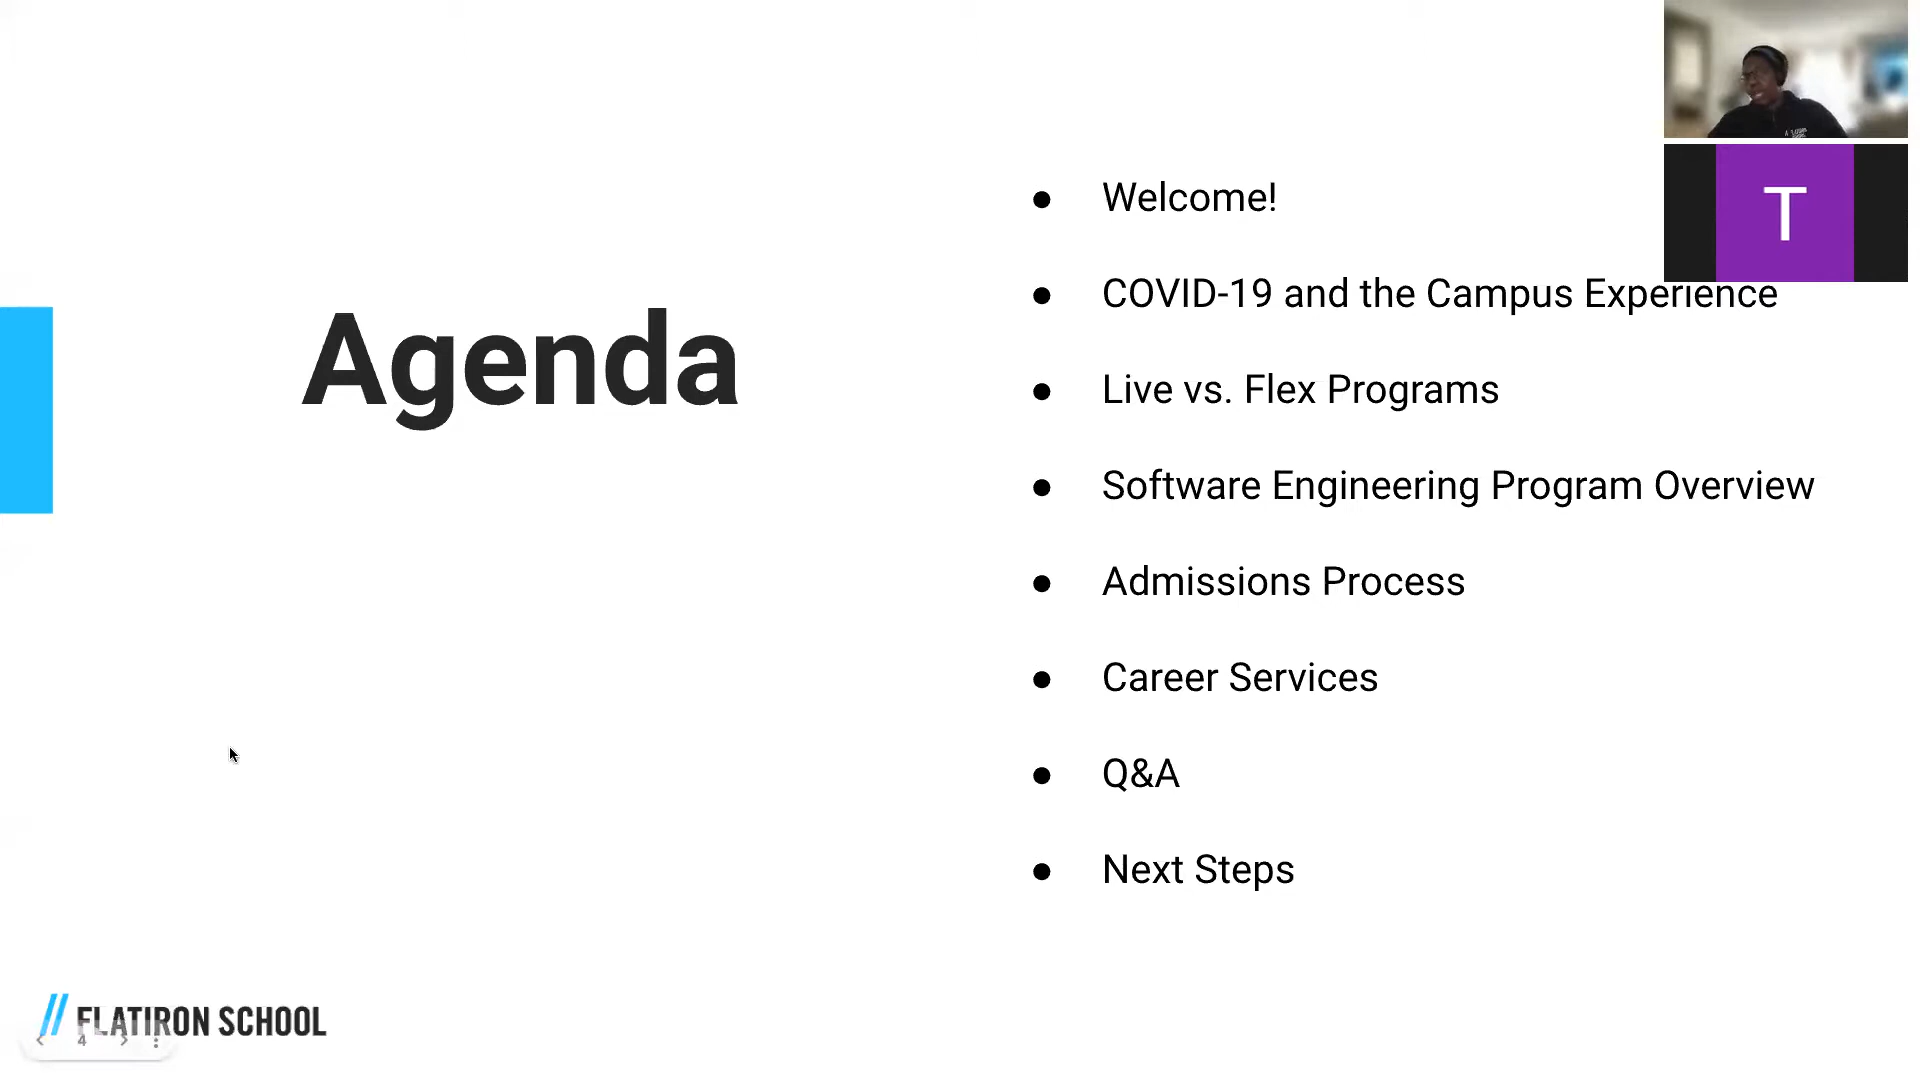 T
Agenda
Welcome!
COVID-19 and the Campus Experience
Live vs. Flex Programs
Software Engineering Program Overview
Admissions Process
Career Services
Q&A
Next Steps
FLATIRON SCHOOL
4